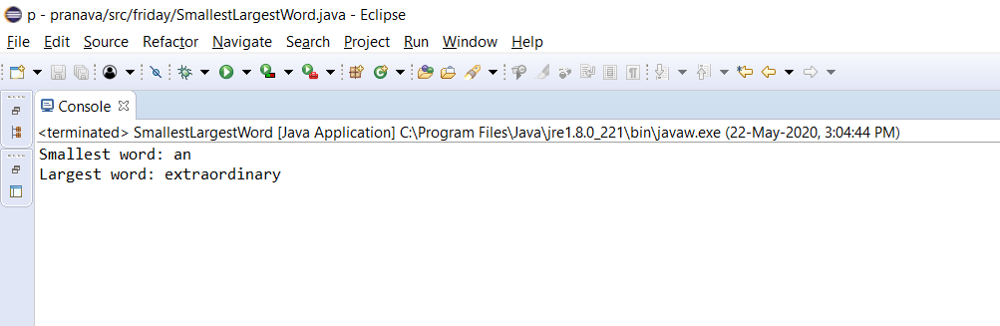 p - pranava/src/friday/SmallestLargestWord.java - Eclipse
File Edit Source Refactor Navigate Search Project Run Window Help
Console
<terminated> SmallestLargestWord [Java Application] C:\Program Files\Java\jre1.8.0_221\bin\javaw.exe (22-May-2020, 3:04:44 PM)
Smallest word: an
Largest word: extraordinary